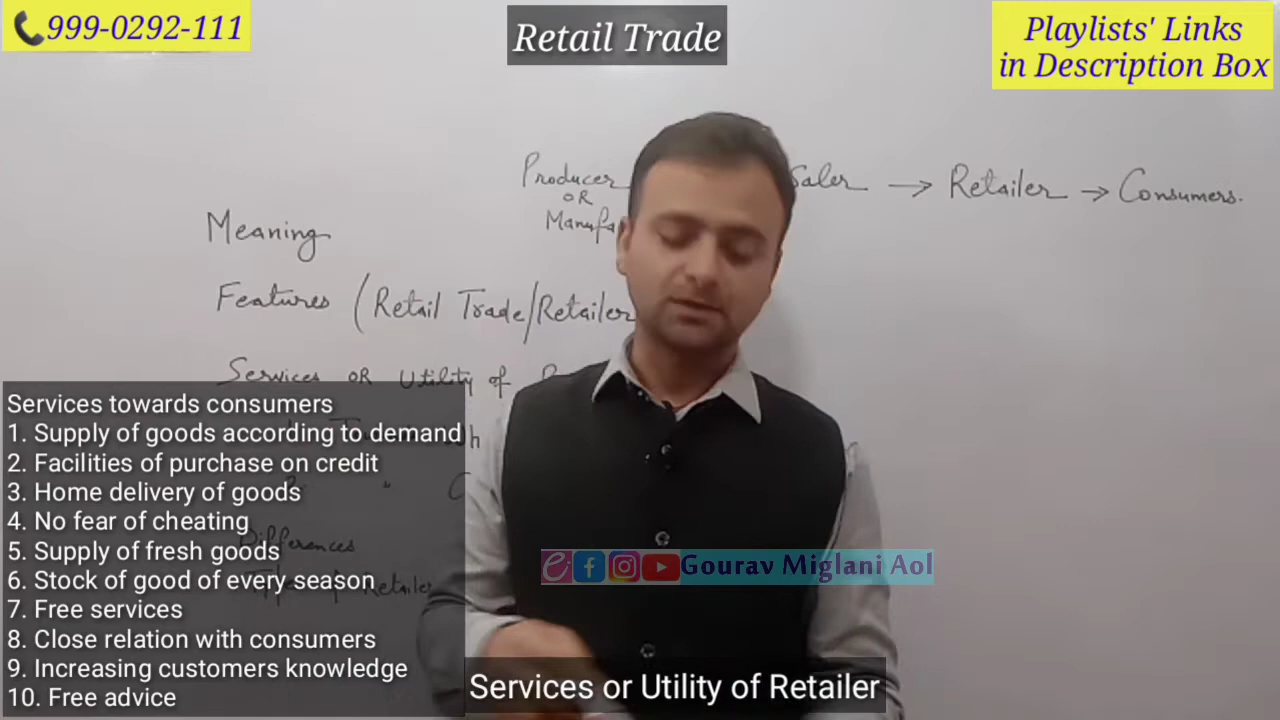 999-0292-111
Retail Trade
Playlists' Links
in Description Box
Producer
OR
Saler → Retailer → Consumers.
Meaning
Features (Retail Trade/Retailer
Services OR Utility of
Services towards consumers
1. Supply of goods according to demand
2. Facilities of purchase on credit
3. Home delivery of goods
4. No fear of cheating
5. Supply of fresh goods
6. Stock of good of every season
7. Free services
8. Close relation with consumers
9. Increasing customers knowledge
10. Free advice
Differences
Retailer
Gourav Miglani Aol
Services or Utility of Retailer